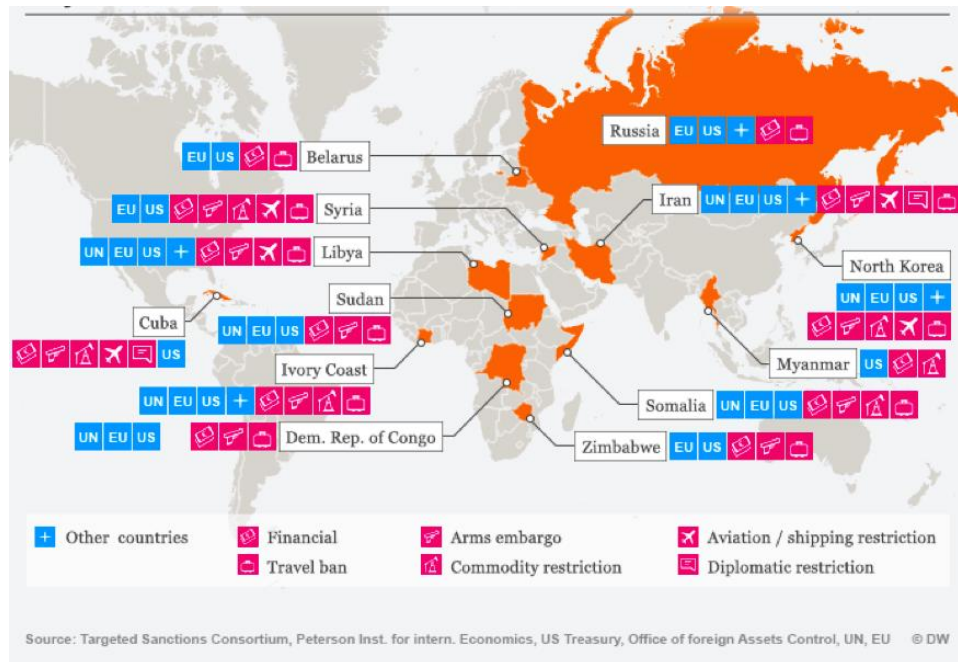 Russia EU US +
EU US Belarus
EU US Syria
Iran UN EU US +
UN EU US + Libya
North Korea
UN EU US +
Sudan
Cuba
UN EU US
US
Ivory Coast
Myanmar US
UN EU US +
Somalia UN EU US
UN EU US Dem. Rep. of Congo
Zimbabwe EU US
+ Other countries
Financial
Arms embargo
Aviation / shipping restriction
Travel ban
Commodity restriction
Diplomatic restriction
Source: Targeted Sanctions Consortium, Peterson Inst. for intern. Economics, US Treasury, Office of foreign Assets Control, UN, EU © DW